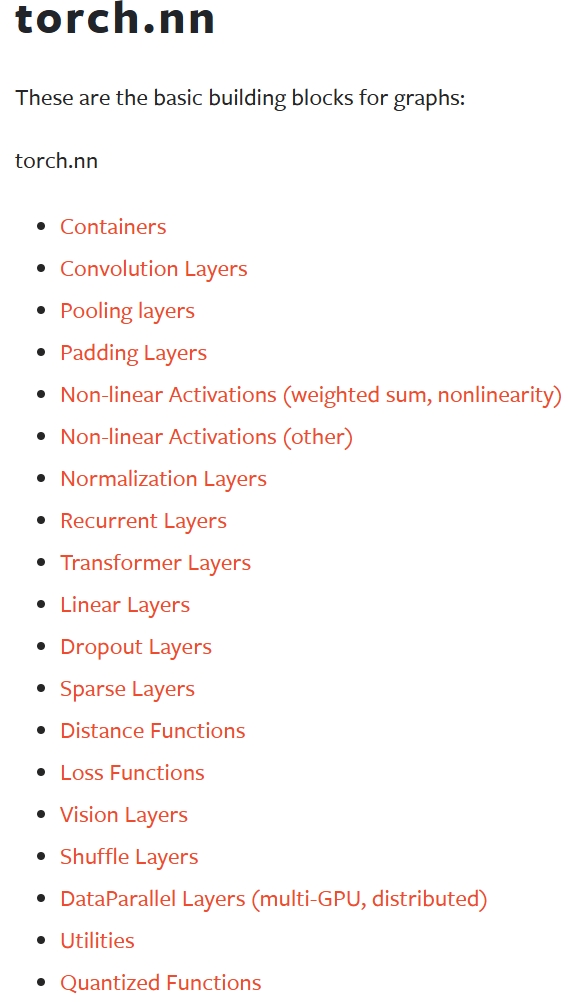 torch.nn
These are the basic building blocks for graphs:
torch.nn
Containers
Convolution Layers
Pooling layers
Padding Layers
Non-linear Activations (weighted sum, nonlinearity)
Non-linear Activations (other)
Normalization Layers
Recurrent Layers
Transformer Layers
Linear Layers
Dropout Layers
Sparse Layers
Distance Functions
Loss Functions
Vision Layers
Shuffle Layers
DataParallel Layers (multi-GPU, distributed)
Utilities
Quantized Functions